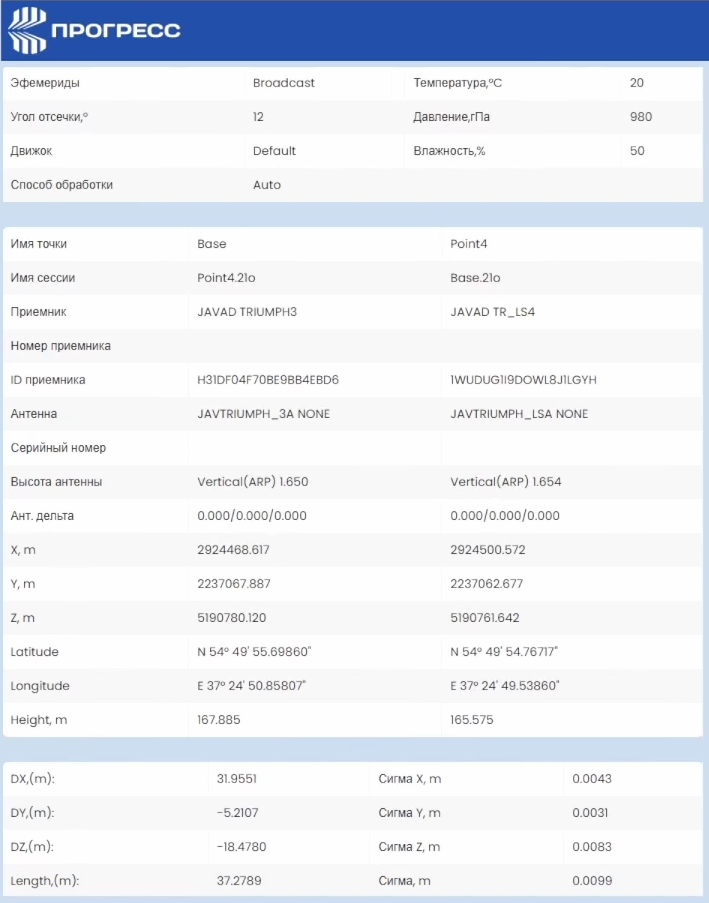 ПРОГРЕСС
Эфемериды Broadcast Температура,°C 20
Угол отсечки,° 12 Давление,гПа 980
Движок Default Влажность,% 50
Способ обработки Auto
Имя точки Base Point4
Имя сессии Point4.21o Base.21o
Приемник JAVAD TRIUMPH3 JAVAD TR_LS4
Номер приемника
ID приемника H31DF04F70BE9BB4EBD6 1WUDUG1I9DOWL8J1LGYH
Антенна JAVTRIUMPH_3A NONE JAVTRIUMPH_LSA NONE
Серийный номер
Высота антенны Vertical(ARP) 1.650 Vertical(ARP) 1.654
Ант. дельта 0.000/0.000/0.000 0.000/0.000/0.000
X, m 2924468.617 2924500.572
Y, m 2237067.887 2237062.677
Z, m 5190780.120 5190761.642
Latitude N 54° 49' 55.69860" N 54° 49' 54.76717"
Longitude E 37° 24' 50.85807" E 37° 24' 49.53860"
Height, m 167.885 165.575
DX,(m): 31.9551 Сигма X, m 0.0043
DY,(m): -5.2107 Сигма Y, m 0.0031
DZ,(m): -18.4780 Сигма Z, m 0.0083
Length,(m): 37.2789 Сигма, m 0.0099